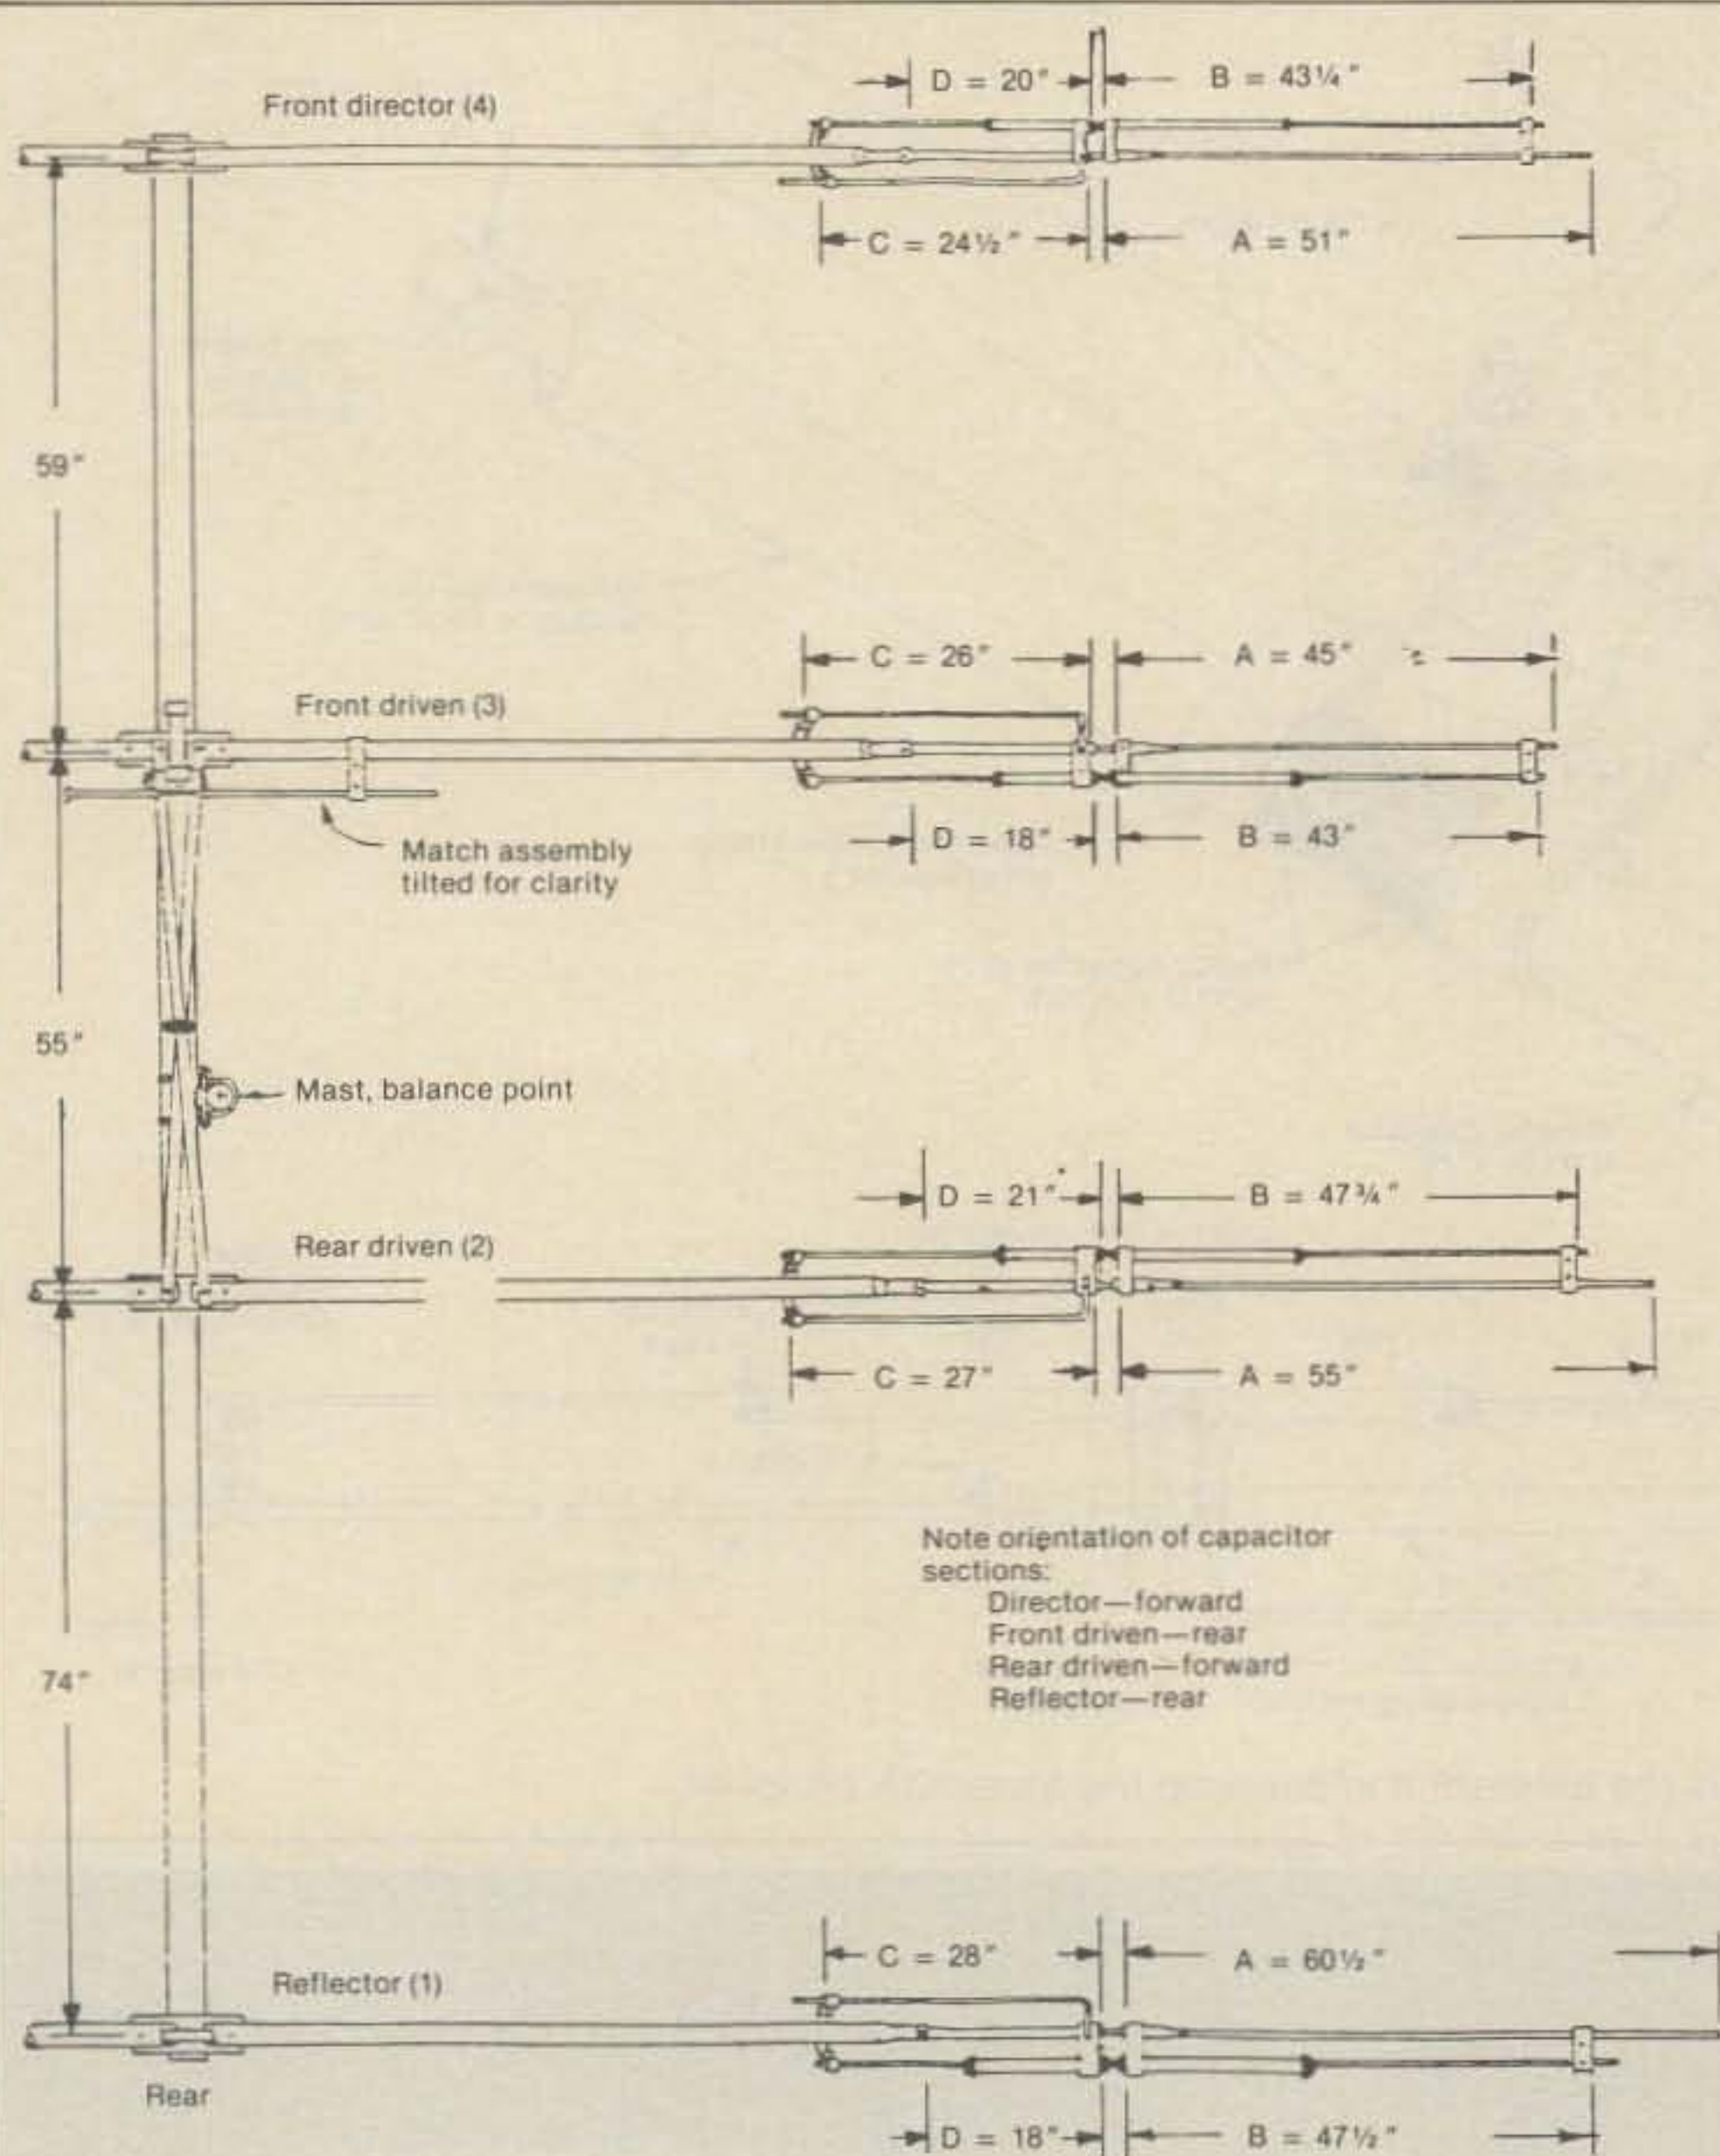 D = 20"
B = 43¼"
Front director (4)
C = 24½"
A = 51"
59"
C = 26"
A = 45"
Front driven (3)
D = 18"
B = 43"
Match assembly
tilted for clarity
55"
Mast, balance point
D = 21"
B = 47¾"
Rear driven (2)
C = 27"
A = 55"
Note orientation of capacitor
sections:
Director—forward
Front driven—rear
Rear driven—forward
Reflector—rear
74"
C = 28"
A = 60½"
Reflector (1)
Rear
D = 18"
B = 47½"